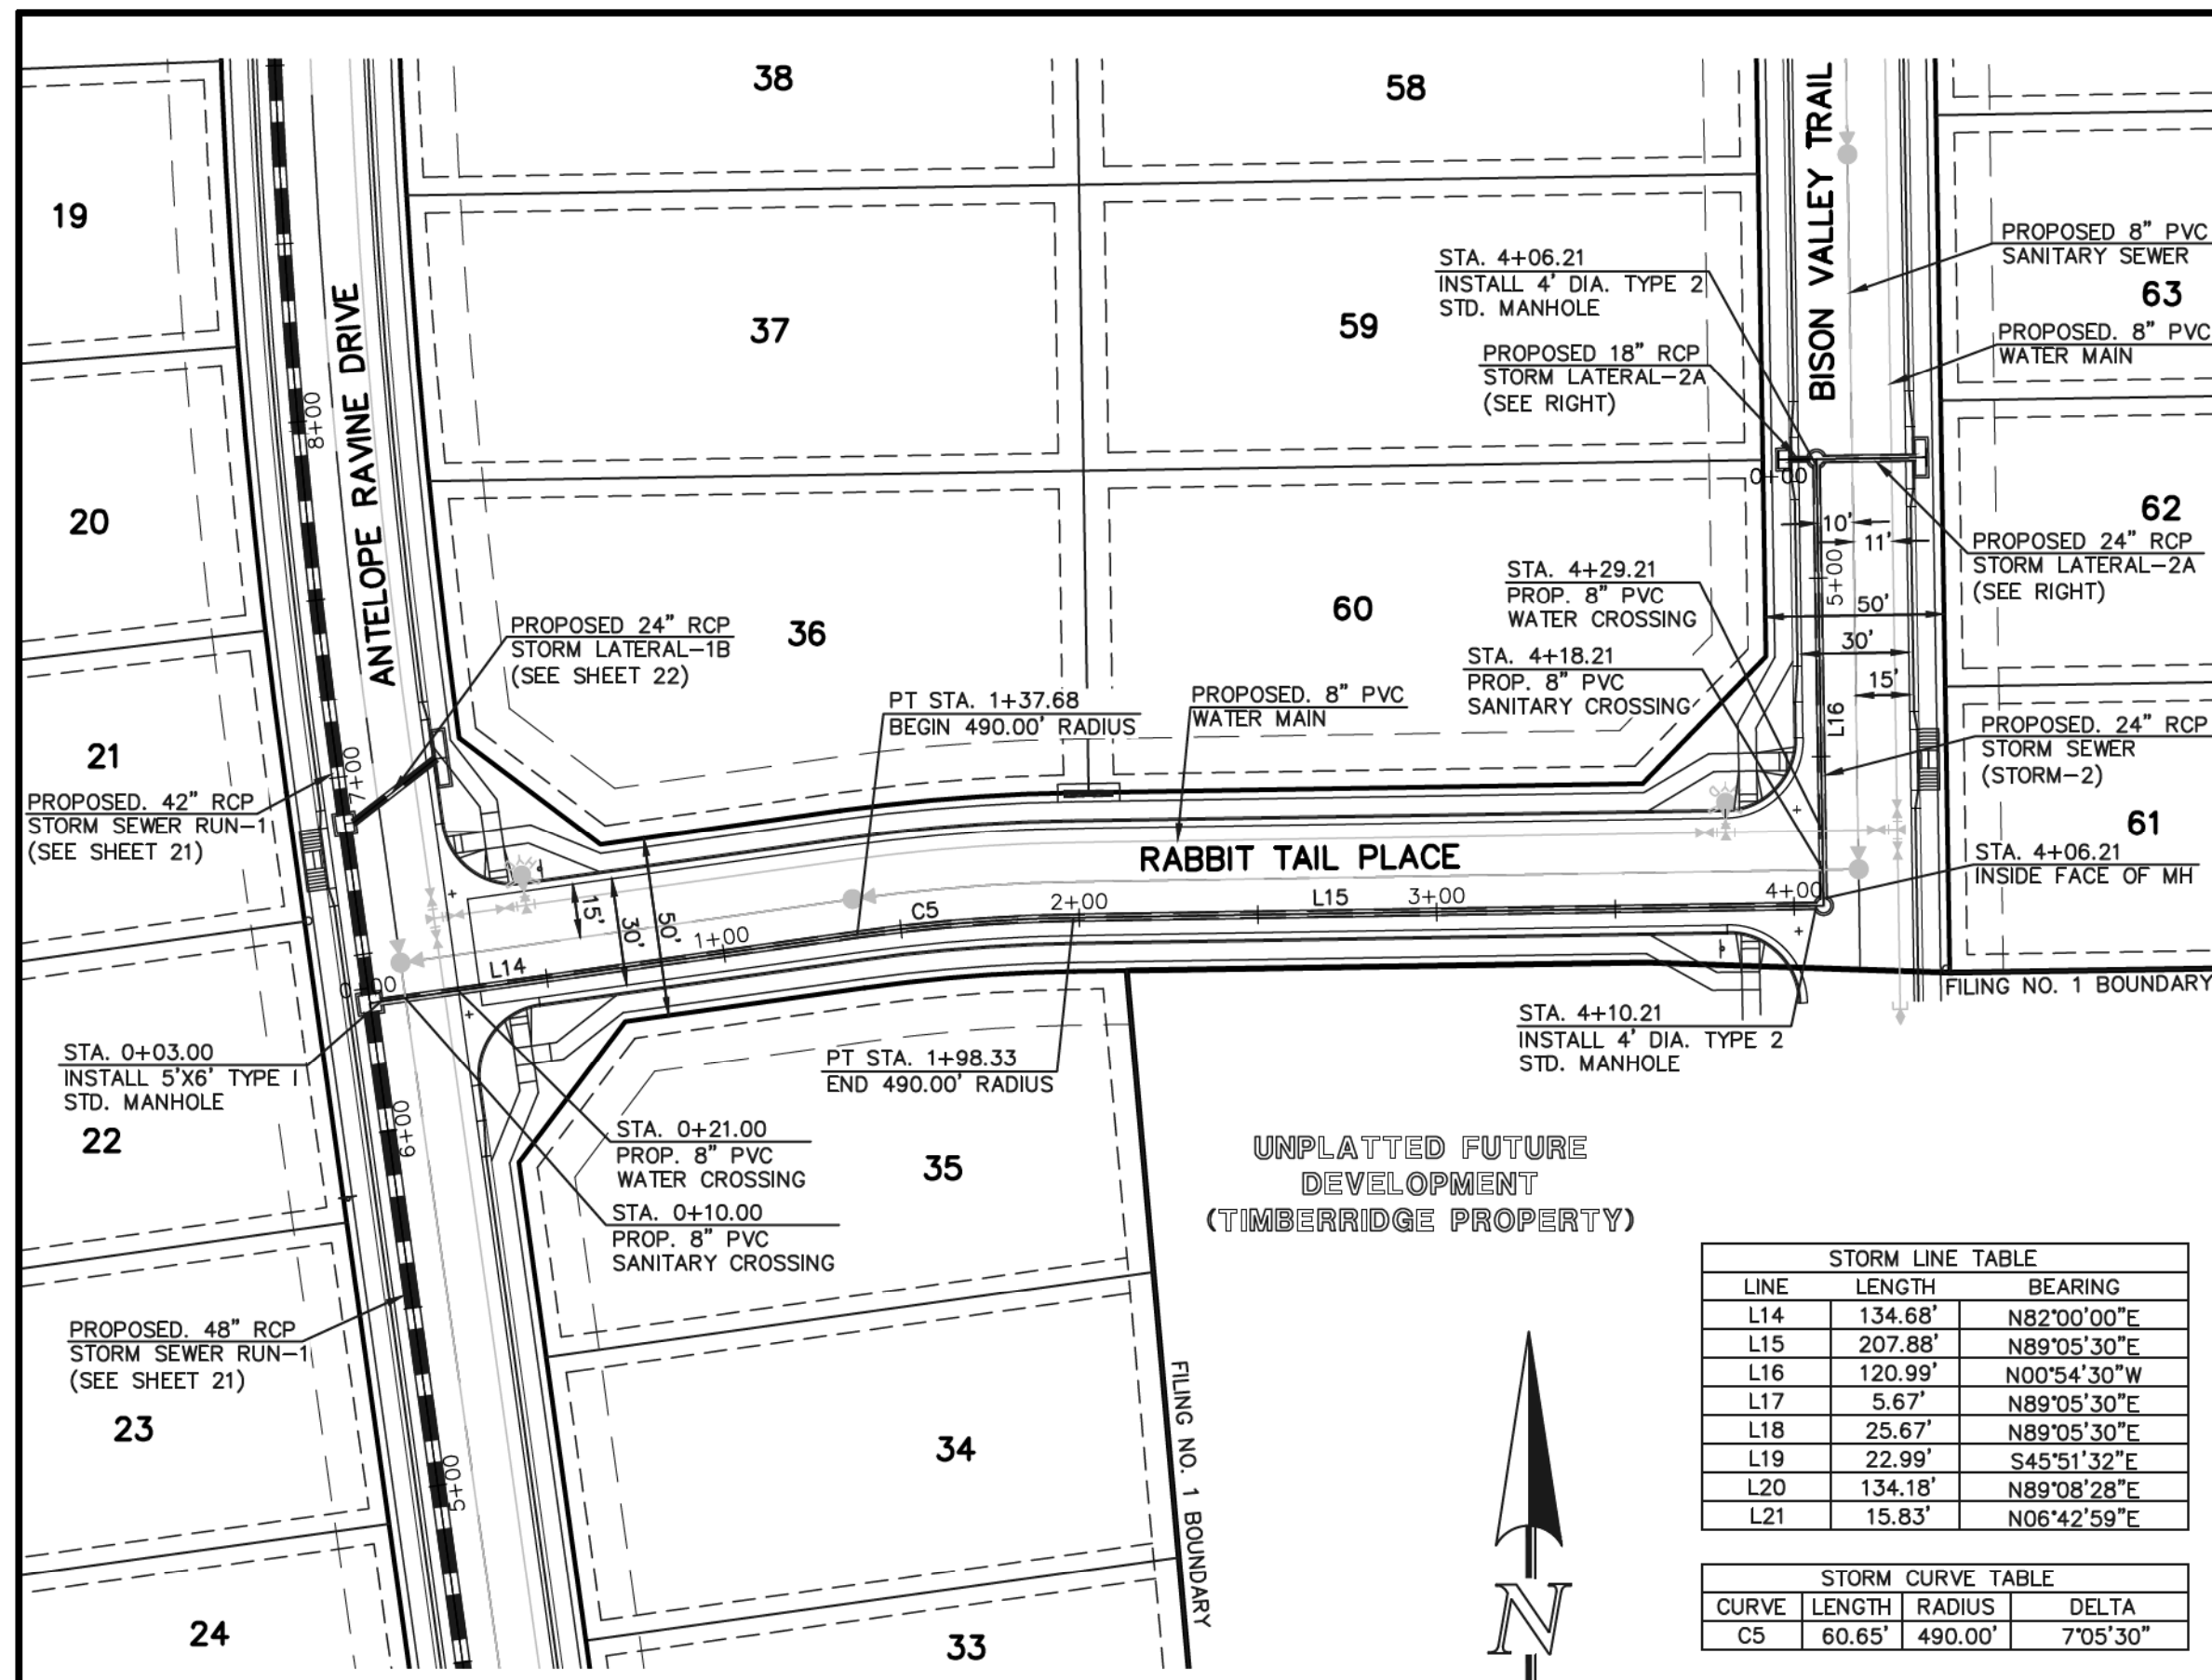 38
58
19
37
59
20
36
60
21
22
23
24
35
34
33
63
62
61
ANTELOPE RAVINE DRIVE
BISON VALLEY TRAIL
RABBIT TAIL PLACE
STA. 4+06.21
INSTALL 4' DIA. TYPE 2
STD. MANHOLE
PROPOSED 18" RCP
STORM LATERAL-2A
(SEE RIGHT)
PROPOSED 8" PVC
SANITARY SEWER
PROPOSED. 8" PVC
WATER MAIN
PROPOSED 24" RCP
STORM LATERAL-2A
(SEE RIGHT)
STA. 4+29.21
PROP. 8" PVC
WATER CROSSING
STA. 4+18.21
PROP. 8" PVC
SANITARY CROSSING
PROPOSED 24" RCP
STORM LATERAL-1B
(SEE SHEET 22)
PT STA. 1+37.68
BEGIN 490.00' RADIUS
PROPOSED. 8" PVC
WATER MAIN
PROPOSED. 24" RCP
STORM SEWER
(STORM-2)
PROPOSED. 42" RCP
STORM SEWER RUN-1
(SEE SHEET 21)
STA. 4+06.21
INSIDE FACE OF MH
FILING NO. 1 BOUNDARY
STA. 0+03.00
INSTALL 5'X6' TYPE I
STD. MANHOLE
PT STA. 1+98.33
END 490.00' RADIUS
STA. 4+10.21
INSTALL 4' DIA. TYPE 2
STD. MANHOLE
STA. 0+21.00
PROP. 8" PVC
WATER CROSSING
STA. 0+10.00
PROP. 8" PVC
SANITARY CROSSING
PROPOSED. 48" RCP
STORM SEWER RUN-1
(SEE SHEET 21)
UNPLATTED FUTURE
DEVELOPMENT
(TIMBERRIDGE PROPERTY)
FILING NO. 1 BOUNDARY
8+00
7+00
6+00
5+00
0+00
L14
1+00
C5
2+00
L15
3+00
4+00
L16
5+00
0+00
10'
11'
50'
30'
15'
15'
30'
50'
N
STORM LINE TABLE
LINE LENGTH BEARING
L14 134.68' N82°00'00"E
L15 207.88' N89°05'30"E
L16 120.99' N00°54'30"W
L17 5.67' N89°05'30"E
L18 25.67' N89°05'30"E
L19 22.99' S45°51'32"E
L20 134.18' N89°08'28"E
L21 15.83' N06°42'59"E
STORM CURVE TABLE
CURVE LENGTH RADIUS DELTA
C5 60.65' 490.00' 7°05'30"